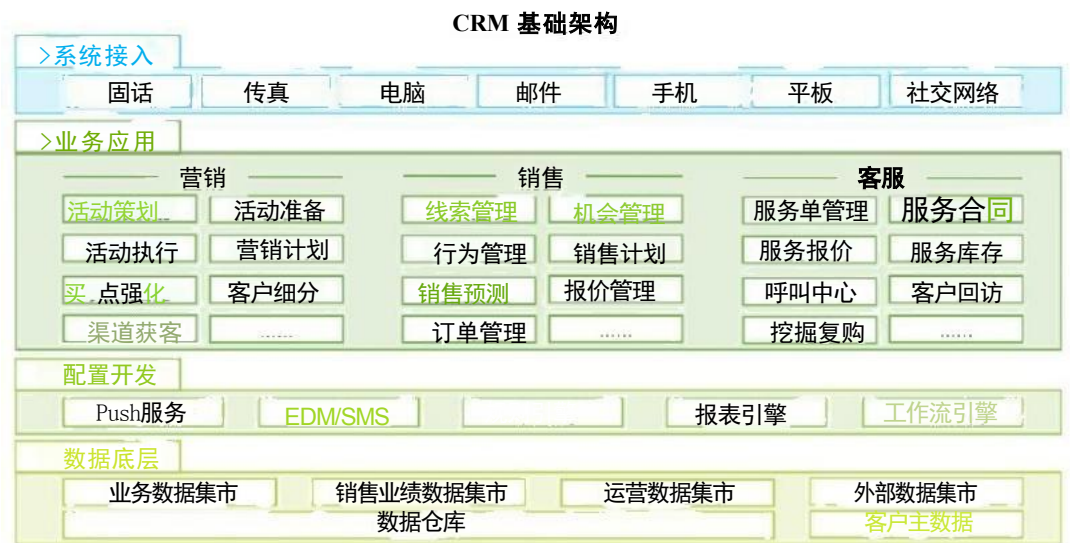 CRM 基础架构
>系统接入
固话 传真 电脑 邮件 手机 平板 社交网络
>业务应用
营销 销售 客服
活动策划 活动准备 线索管理 机会管理 服务单管理 服务合同
活动执行 营销计划 行为管理 销售计划 服务报价 服务库存
买点强化 客户细分 销售预测 报价管理 呼叫中心 客户回访
渠道获客 ...... 订单管理 ...... 挖掘复购 ......
配置开发
Push服务 EDM/SMS 报表引擎 工作流引擎
数据底层
业务数据集市 销售业绩数据集市 运营数据集市 外部数据集市
数据仓库 客户主数据